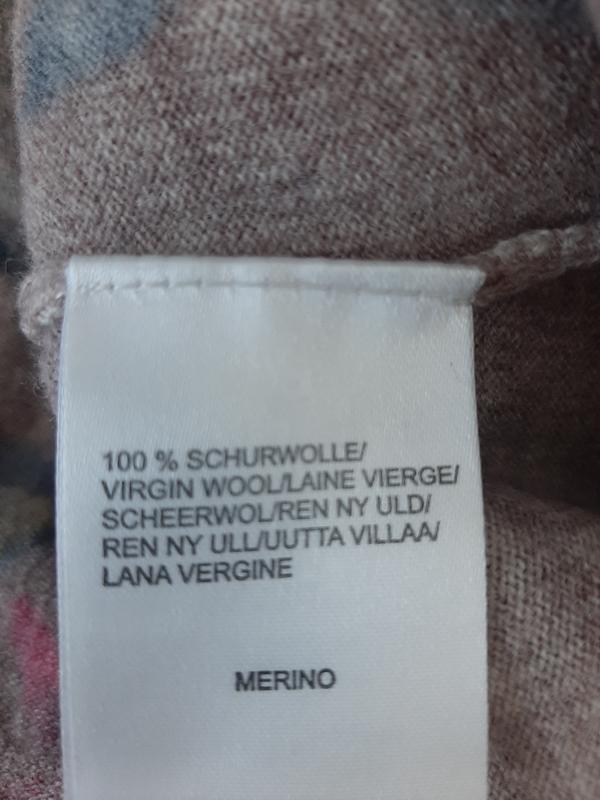 100 % SCHURWOLLE/
VIRGIN WOOL/LAINE VIERGE/
SCHEERWOL/REN NY ULD/
REN NY ULL/UUTTA VILLAA/
LANA VERGINE
MERINO